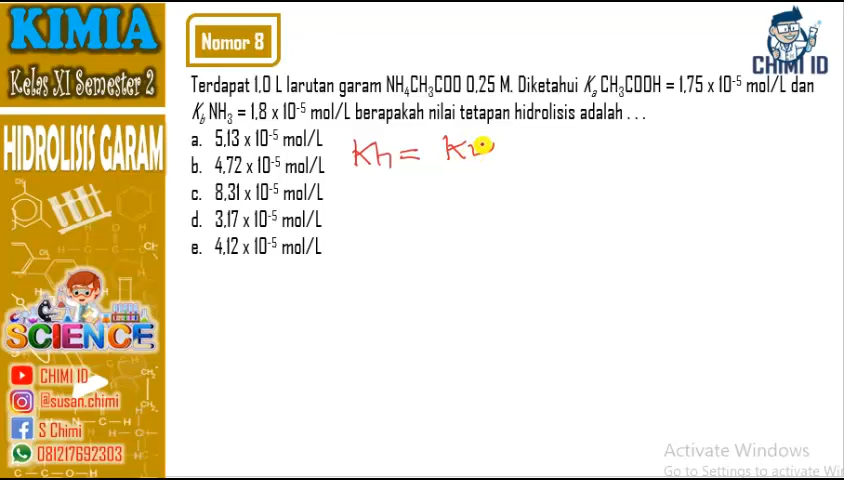 KIMIA
Kelas XI Semester 2
HIDROLISIS GARAM
SCIENCE
CHIMI ID
@susan.chimi
S Chimi
081217692303
Nomor 8
CHIMI ID
Terdapat 1,0 L larutan garam NH₄CH₃COO 0,25 M. Diketahui Kₐ CH₃COOH = 1,75 x 10⁻⁵ mol/L dan
K_b NH₃ = 1,8 x 10⁻⁵ mol/L berapakah nilai tetapan hidrolisis adalah . . .
a. 5,13 x 10⁻⁵ mol/L
b. 4,72 x 10⁻⁵ mol/L
c. 8,31 x 10⁻⁵ mol/L
d. 3,17 x 10⁻⁵ mol/L
e. 4,12 x 10⁻⁵ mol/L
Kh =
Activate Windows
Go to Settings to activate Win